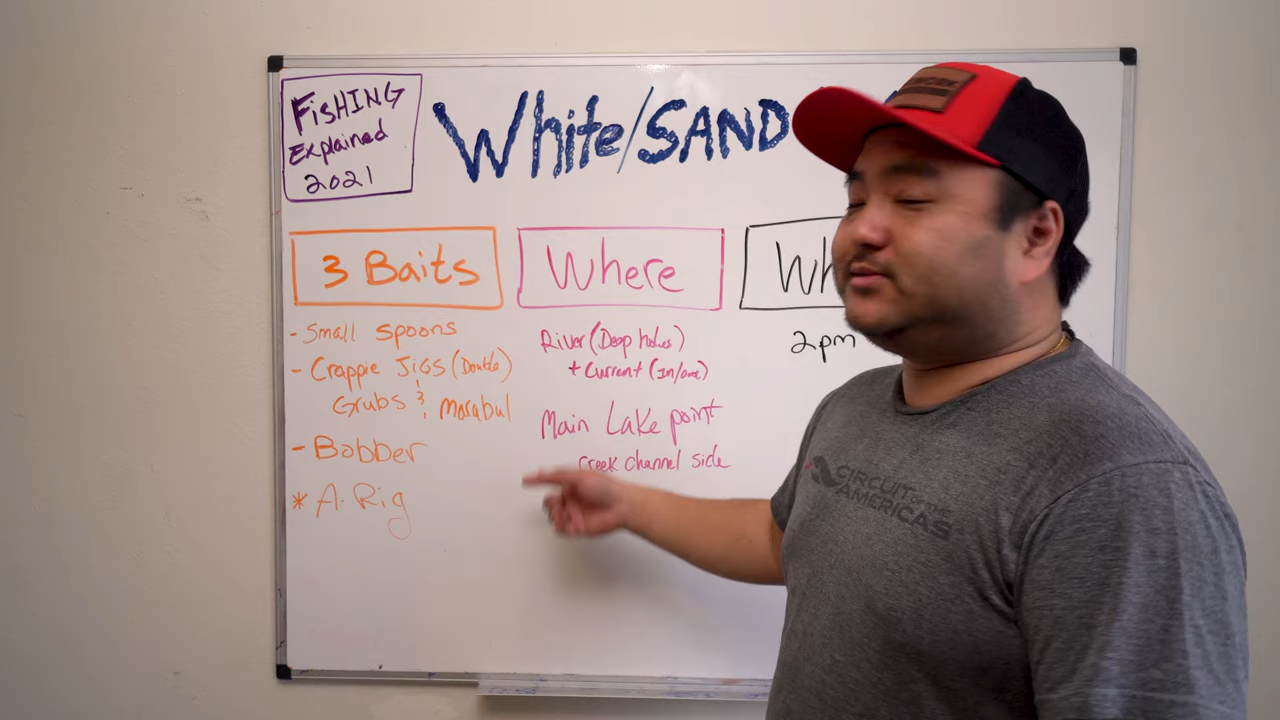 FiSHING
Explained
2021
White/SAND
3 Baits
- Small spoons
- Crappie JIGS (Double)
Grubs & Marabul
- Bobber
* A. Rig
Where
River (Deep holes)
+ Current (In/out)
Main Lake point
creek channel side
Wh
2pm
CIRCUIT OF THE
AMERICAS